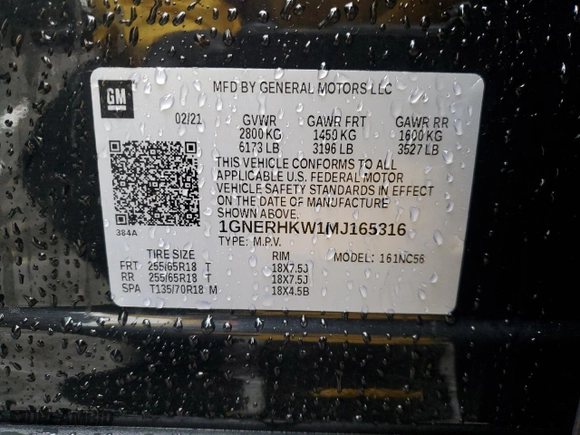 GM
MFD BY GENERAL MOTORS LLC
02/21 GVWR GAWR FRT GAWR RR
2800 KG 1450 KG 1600 KG
6173 LB 3196 LB 3527 LB
THIS VEHICLE CONFORMS TO ALL
APPLICABLE U.S. FEDERAL MOTOR
VEHICLE SAFETY STANDARDS IN EFFECT
ON THE DATE OF MANUFACTURE
SHOWN ABOVE.
384A
1GNERHKW1MJ165316
TYPE: M.P.V. MODEL: 161NC56
TIRE SIZE RIM
FRT 255/65R18 T 18X7.5J
RR 255/65R18 T 18X7.5J
SPA T135/70R18 M 18X4.5B